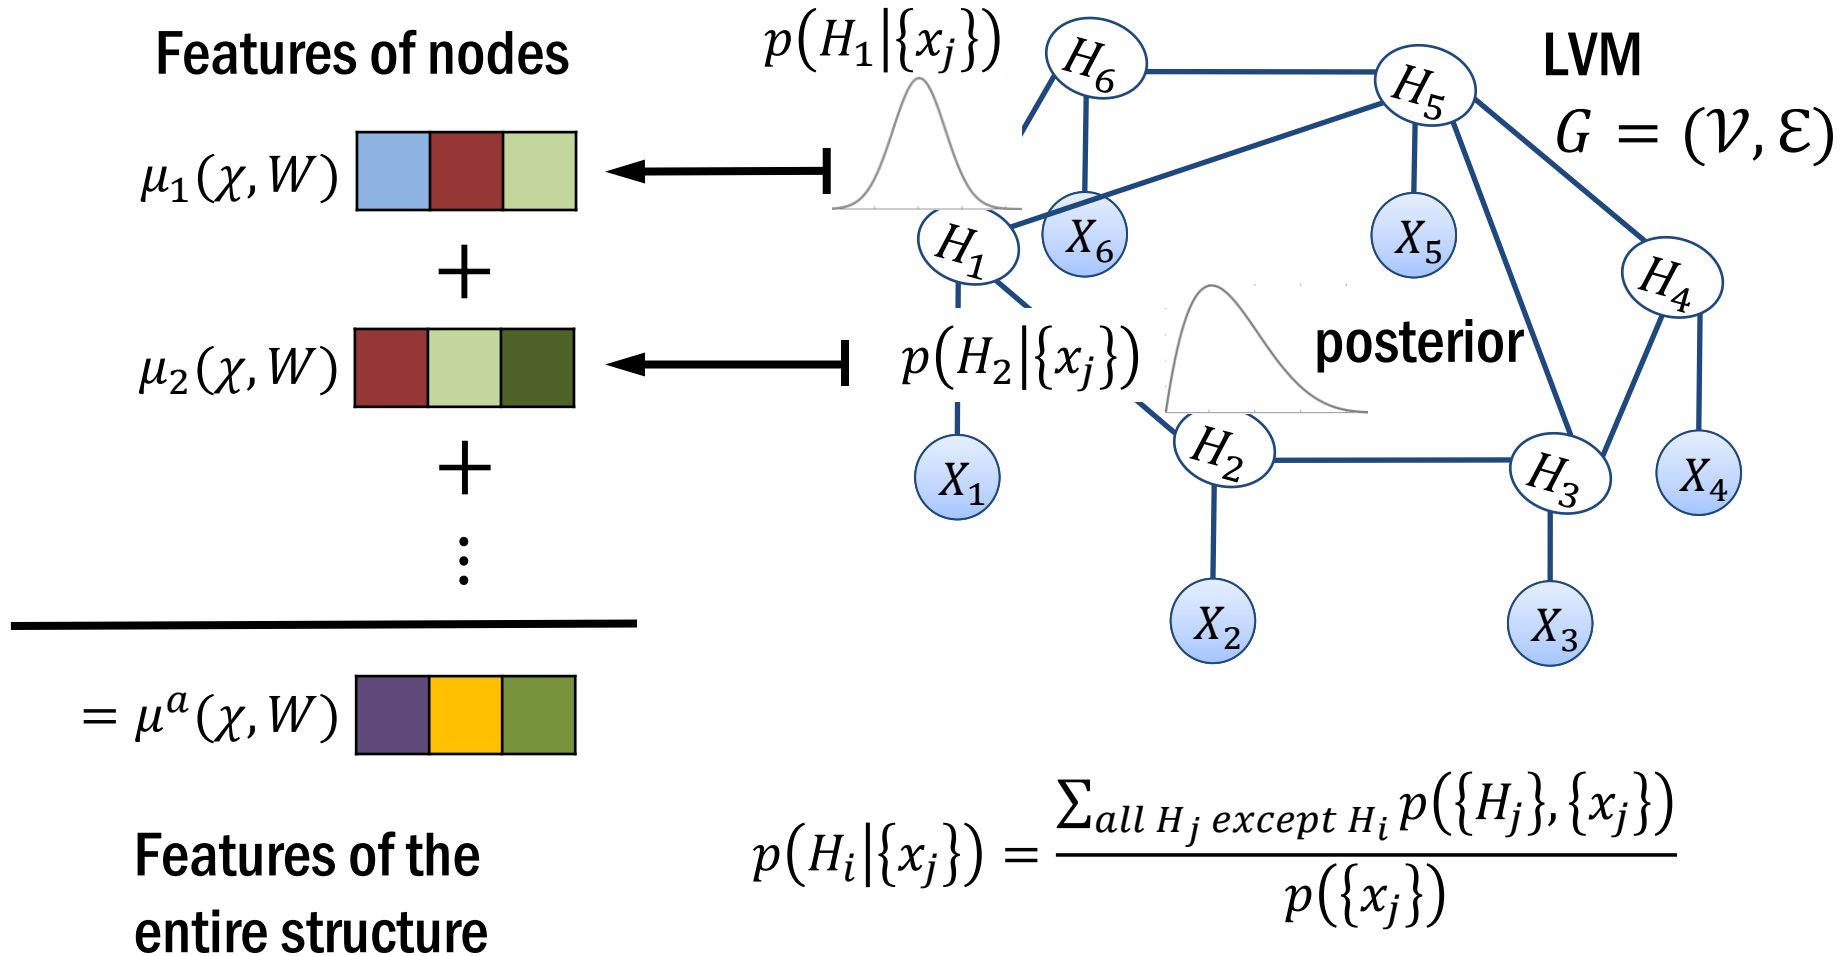 Features of nodes
μ₁(χ, W)
+
μ₂(χ, W)
+
⋮
= μᵃ(χ, W)
Features of the
entire structure
p(H₁|{xⱼ})
LVM
G = (𝒱, ℰ)
H₆
H₅
X₆
X₅
H₁
H₄
p(H₂|{xⱼ})
posterior
H₂
H₃
X₁
X₄
X₂
X₃
p(Hᵢ|{xⱼ}) = ∑_{all Hⱼ except Hᵢ} p({Hⱼ}, {xⱼ}) / p({xⱼ})